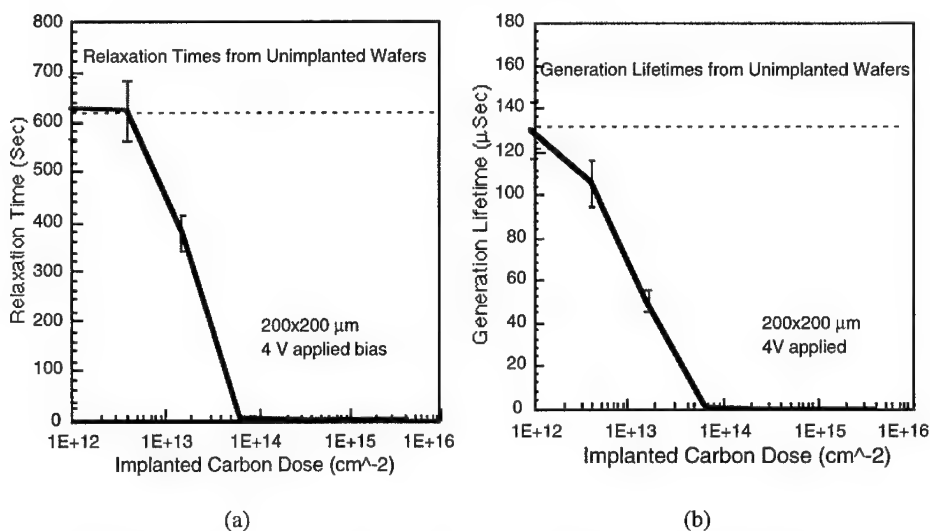 800
700
600
500
400
300
200
100
0
Relaxation Time (Sec)
Relaxation Times from Unimplanted Wafers
200x200 μm
4 V applied bias
1E+12 1E+13 1E+14 1E+15 1E+16
Implanted Carbon Dose (cm^-2)
(a)
180
160
140
120
100
80
60
40
20
0
Generation Lifetime (μSec)
Generation Lifetimes from Unimplanted Wafers
200x200 μm
4V applied
1E+12 1E+13 1E+14 1E+15 1E+16
Implanted Carbon Dose (cm^-2)
(b)